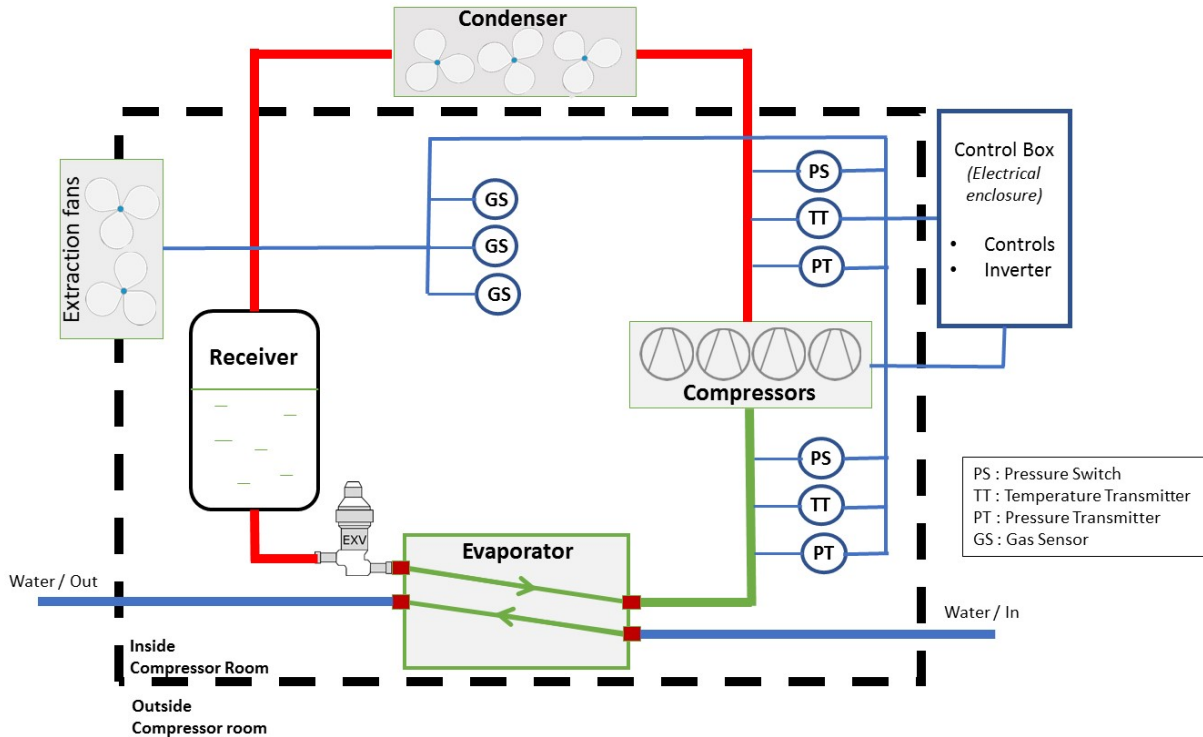 Condenser
Extraction fans
PS
TT
PT
GS
GS
GS
Control Box
(Electrical
enclosure)
• Controls
• Inverter
Receiver
Compressors
PS
TT
PT
PS : Pressure Switch
TT : Temperature Transmitter
PT : Pressure Transmitter
GS : Gas Sensor
EXV
Evaporator
Water / Out
Water / In
Inside
Compressor Room
Outside
Compressor room